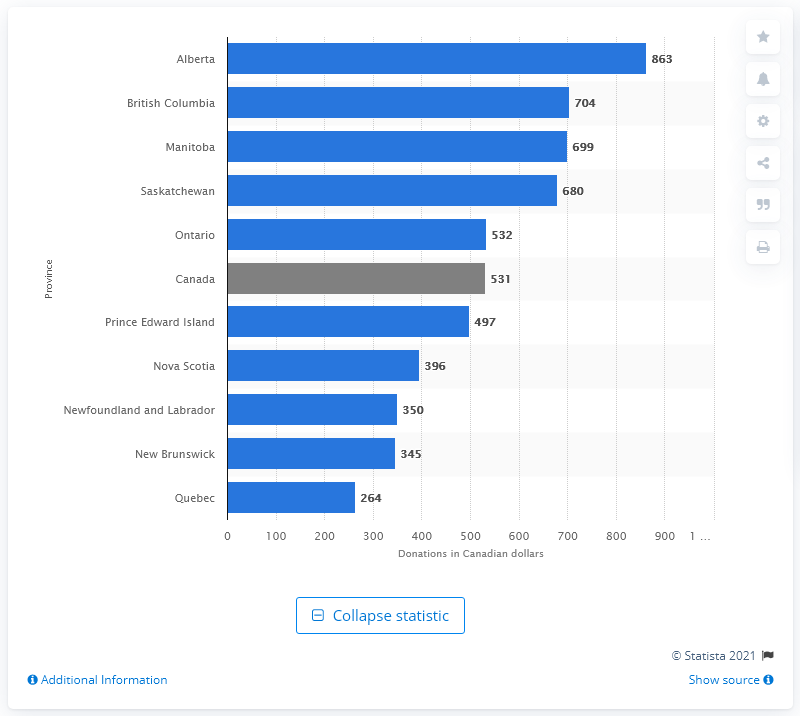 Alberta 863
British Columbia 704
Manitoba 699
Saskatchewan 680
Ontario 532
Canada 531
Prince Edward Island 497
Nova Scotia 396
Newfoundland and Labrador 350
New Brunswick 345
Quebec 264
Province
0 100 200 300 400 500 600 700 800 900 1 ...
Donations in Canadian dollars
Collapse statistic
© Statista 2021
Additional Information
Show source